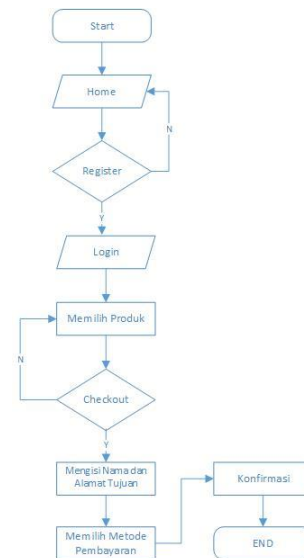 Start
Home
N
Register
Y
Login
Memilih Produk
N
Checkout
Y
Mengisi Nama dan
Alamat Tujuan
Konfirmasi
Memilih Metode
Pembayaran
END